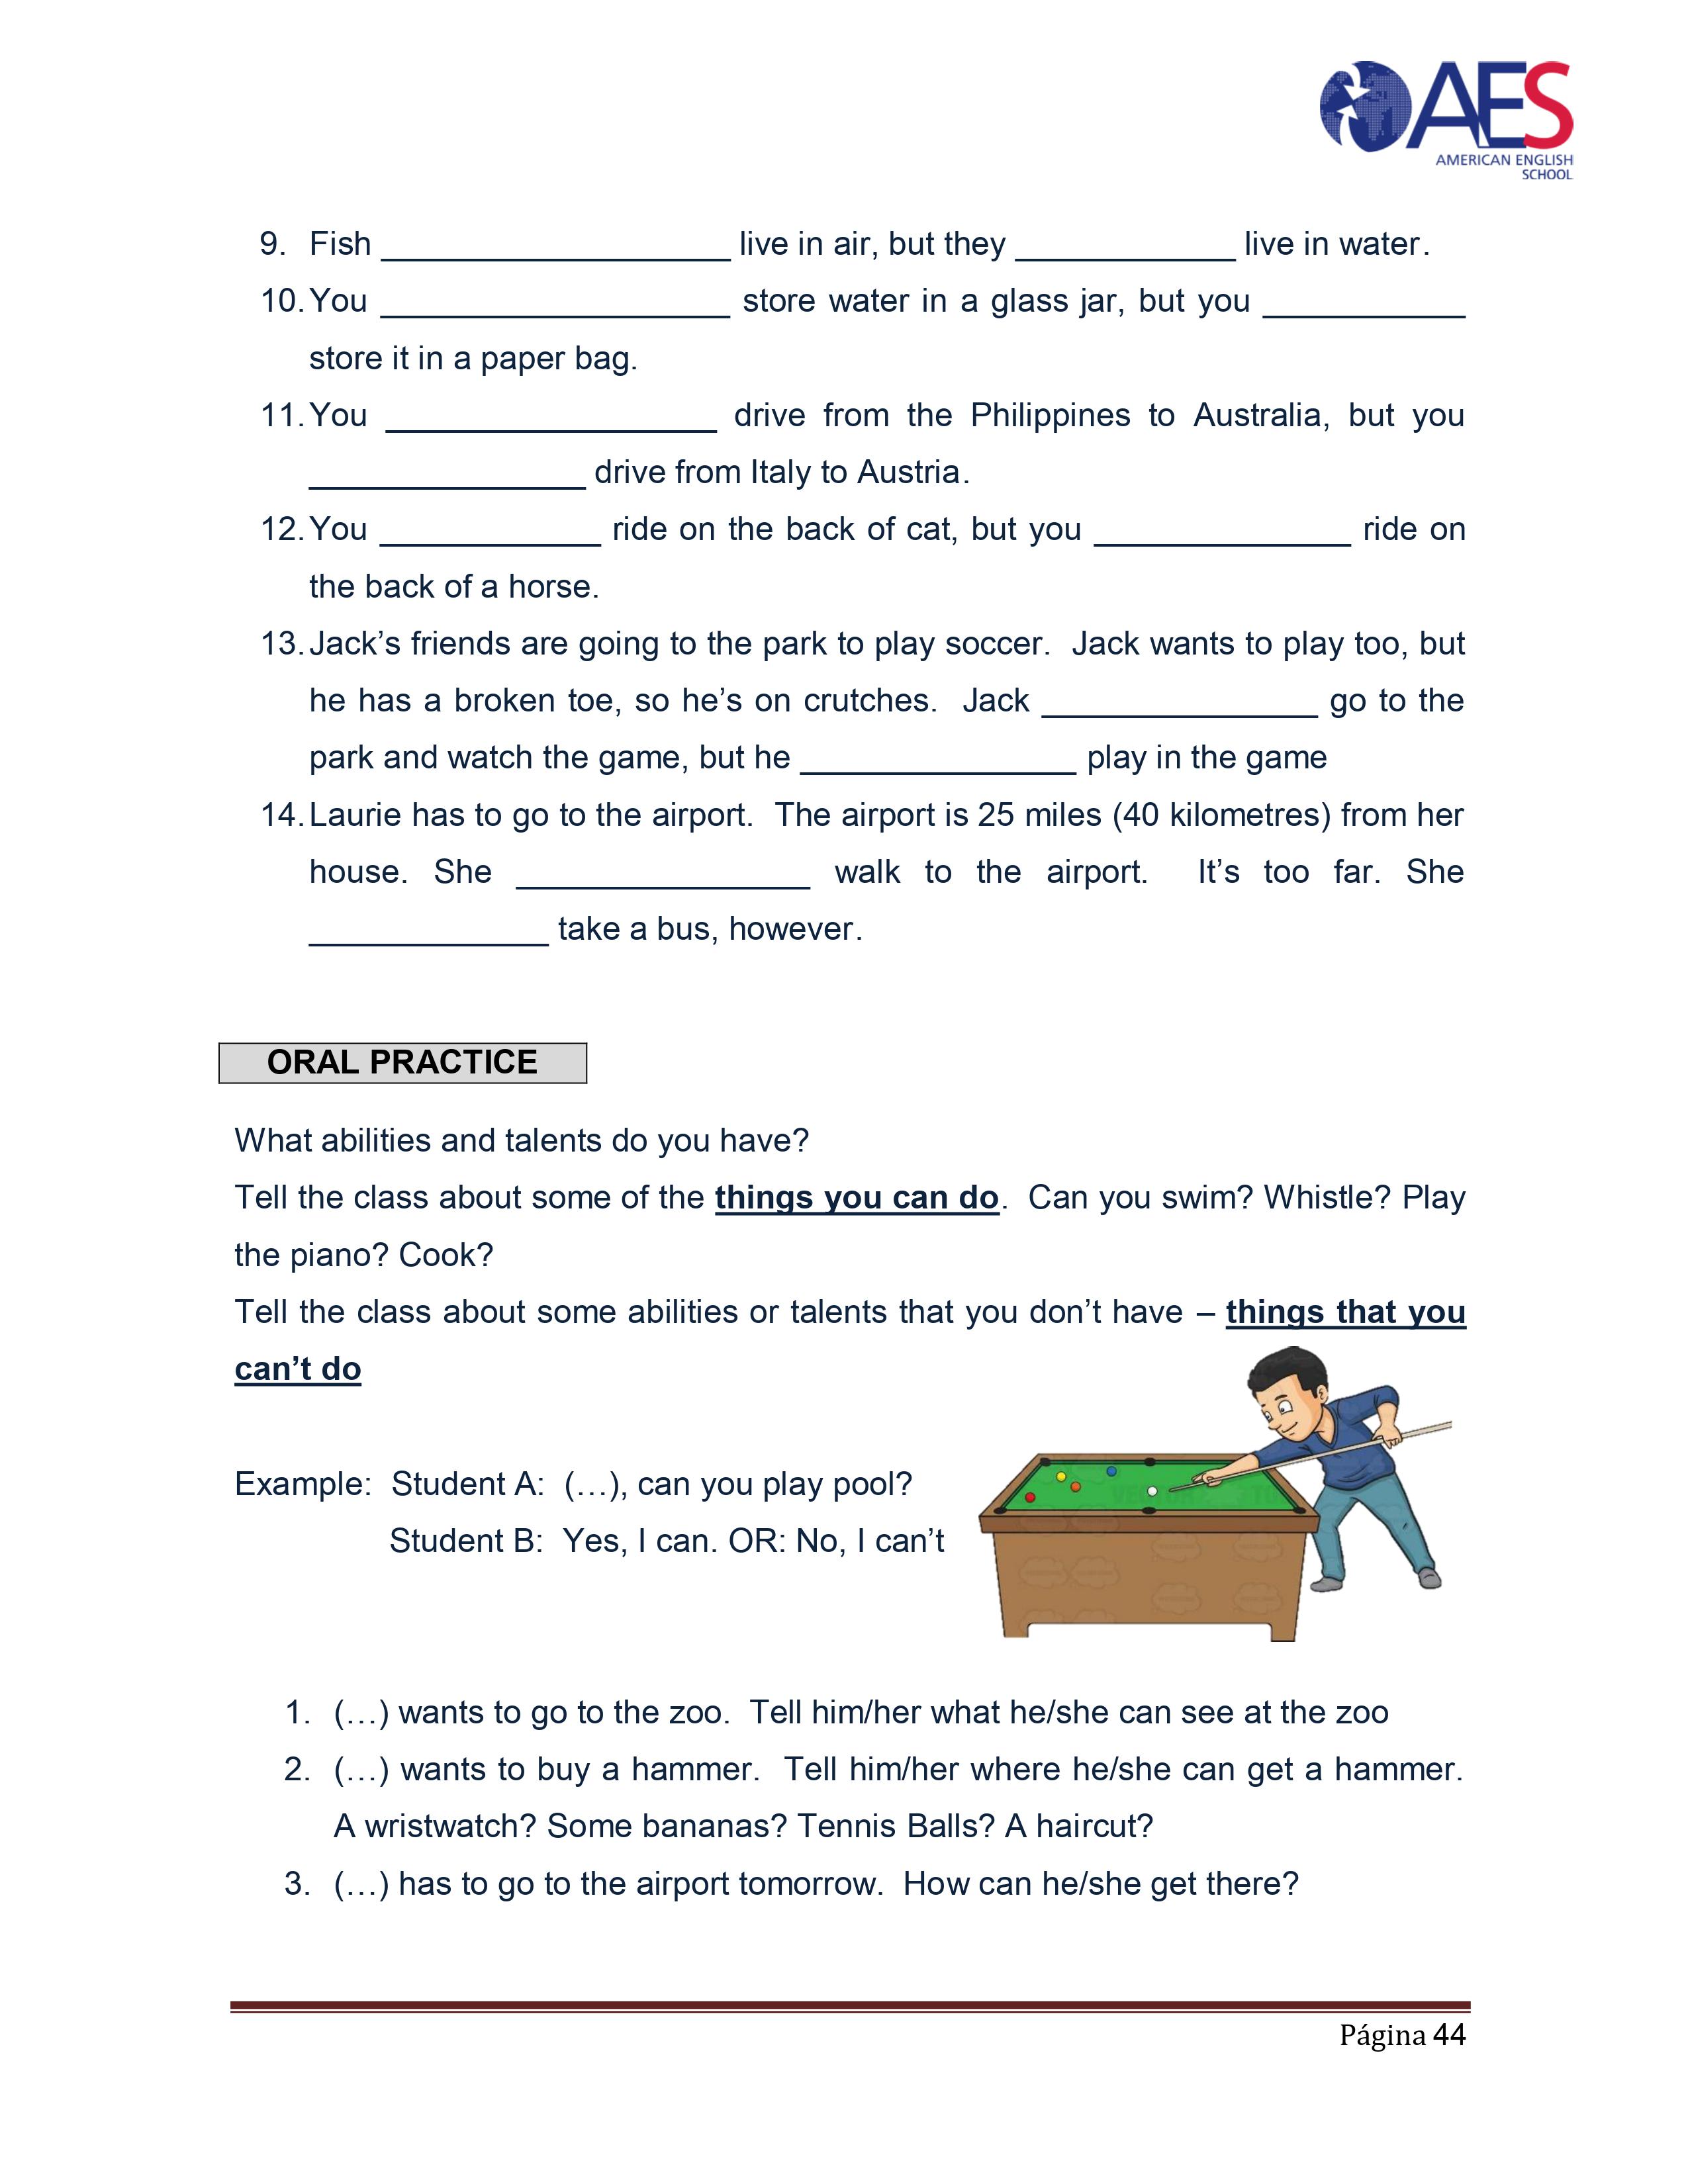 AES
AMERICAN ENGLISH
SCHOOL
9. Fish _____________________ live in air, but they _____________ live in water.
10. You _____________________ store water in a glass jar, but you ____________
store it in a paper bag.
11. You ____________________ drive from the Philippines to Australia, but you
_________________ drive from Italy to Austria.
12. You _____________ ride on the back of cat, but you _______________ ride on
the back of a horse.
13. Jack’s friends are going to the park to play soccer. Jack wants to play too, but
he has a broken toe, so he’s on crutches. Jack ________________ go to the
park and watch the game, but he ________________ play in the game
14. Laurie has to go to the airport. The airport is 25 miles (40 kilometres) from her
house. She _________________ walk to the airport. It’s too far. She
______________ take a bus, however.
ORAL PRACTICE
What abilities and talents do you have?
Tell the class about some of the things you can do. Can you swim? Whistle? Play
the piano? Cook?
Tell the class about some abilities or talents that you don’t have – things that you
can’t do
Example: Student A: (…), can you play pool?
Student B: Yes, I can. OR: No, I can’t
1. (…) wants to go to the zoo. Tell him/her what he/she can see at the zoo
2. (…) wants to buy a hammer. Tell him/her where he/she can get a hammer.
A wristwatch? Some bananas? Tennis Balls? A haircut?
3. (…) has to go to the airport tomorrow. How can he/she get there?
Página 44